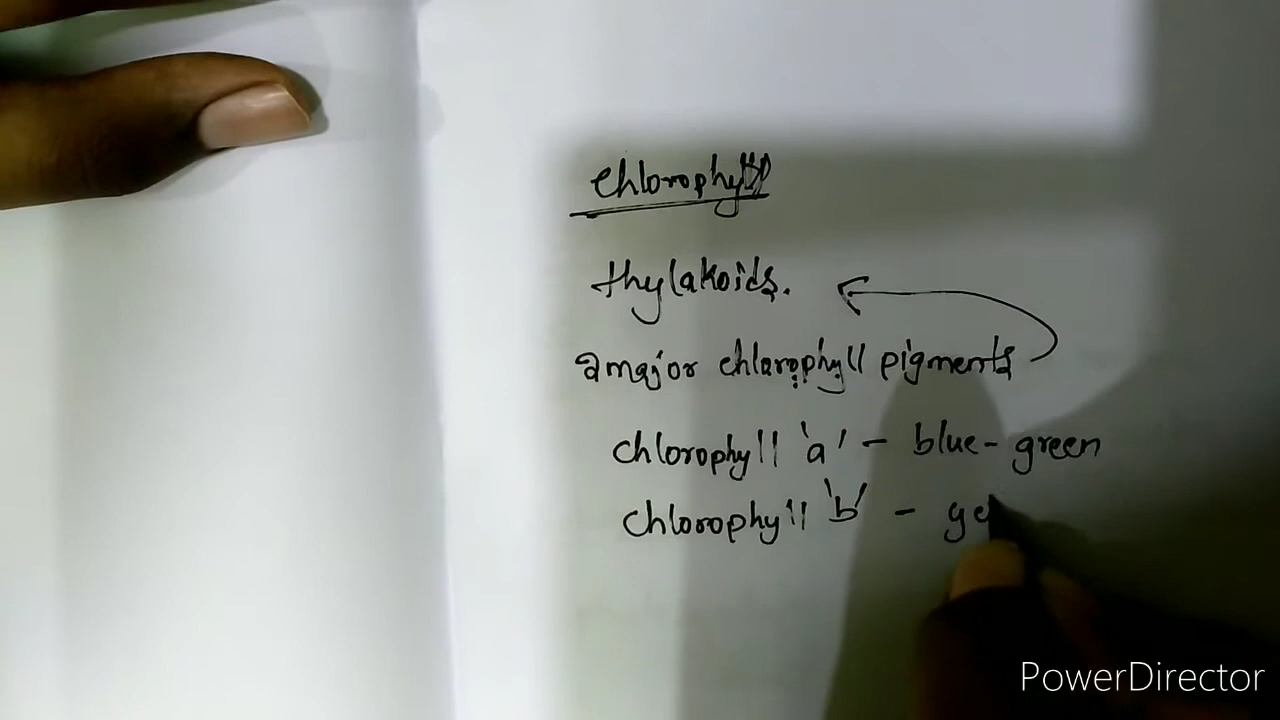 chlorophyll
thylakoids.
2 major chlorophyll pigments
chlorophyll 'a' - blue-green
chlorophyll 'b' - ye
PowerDirector